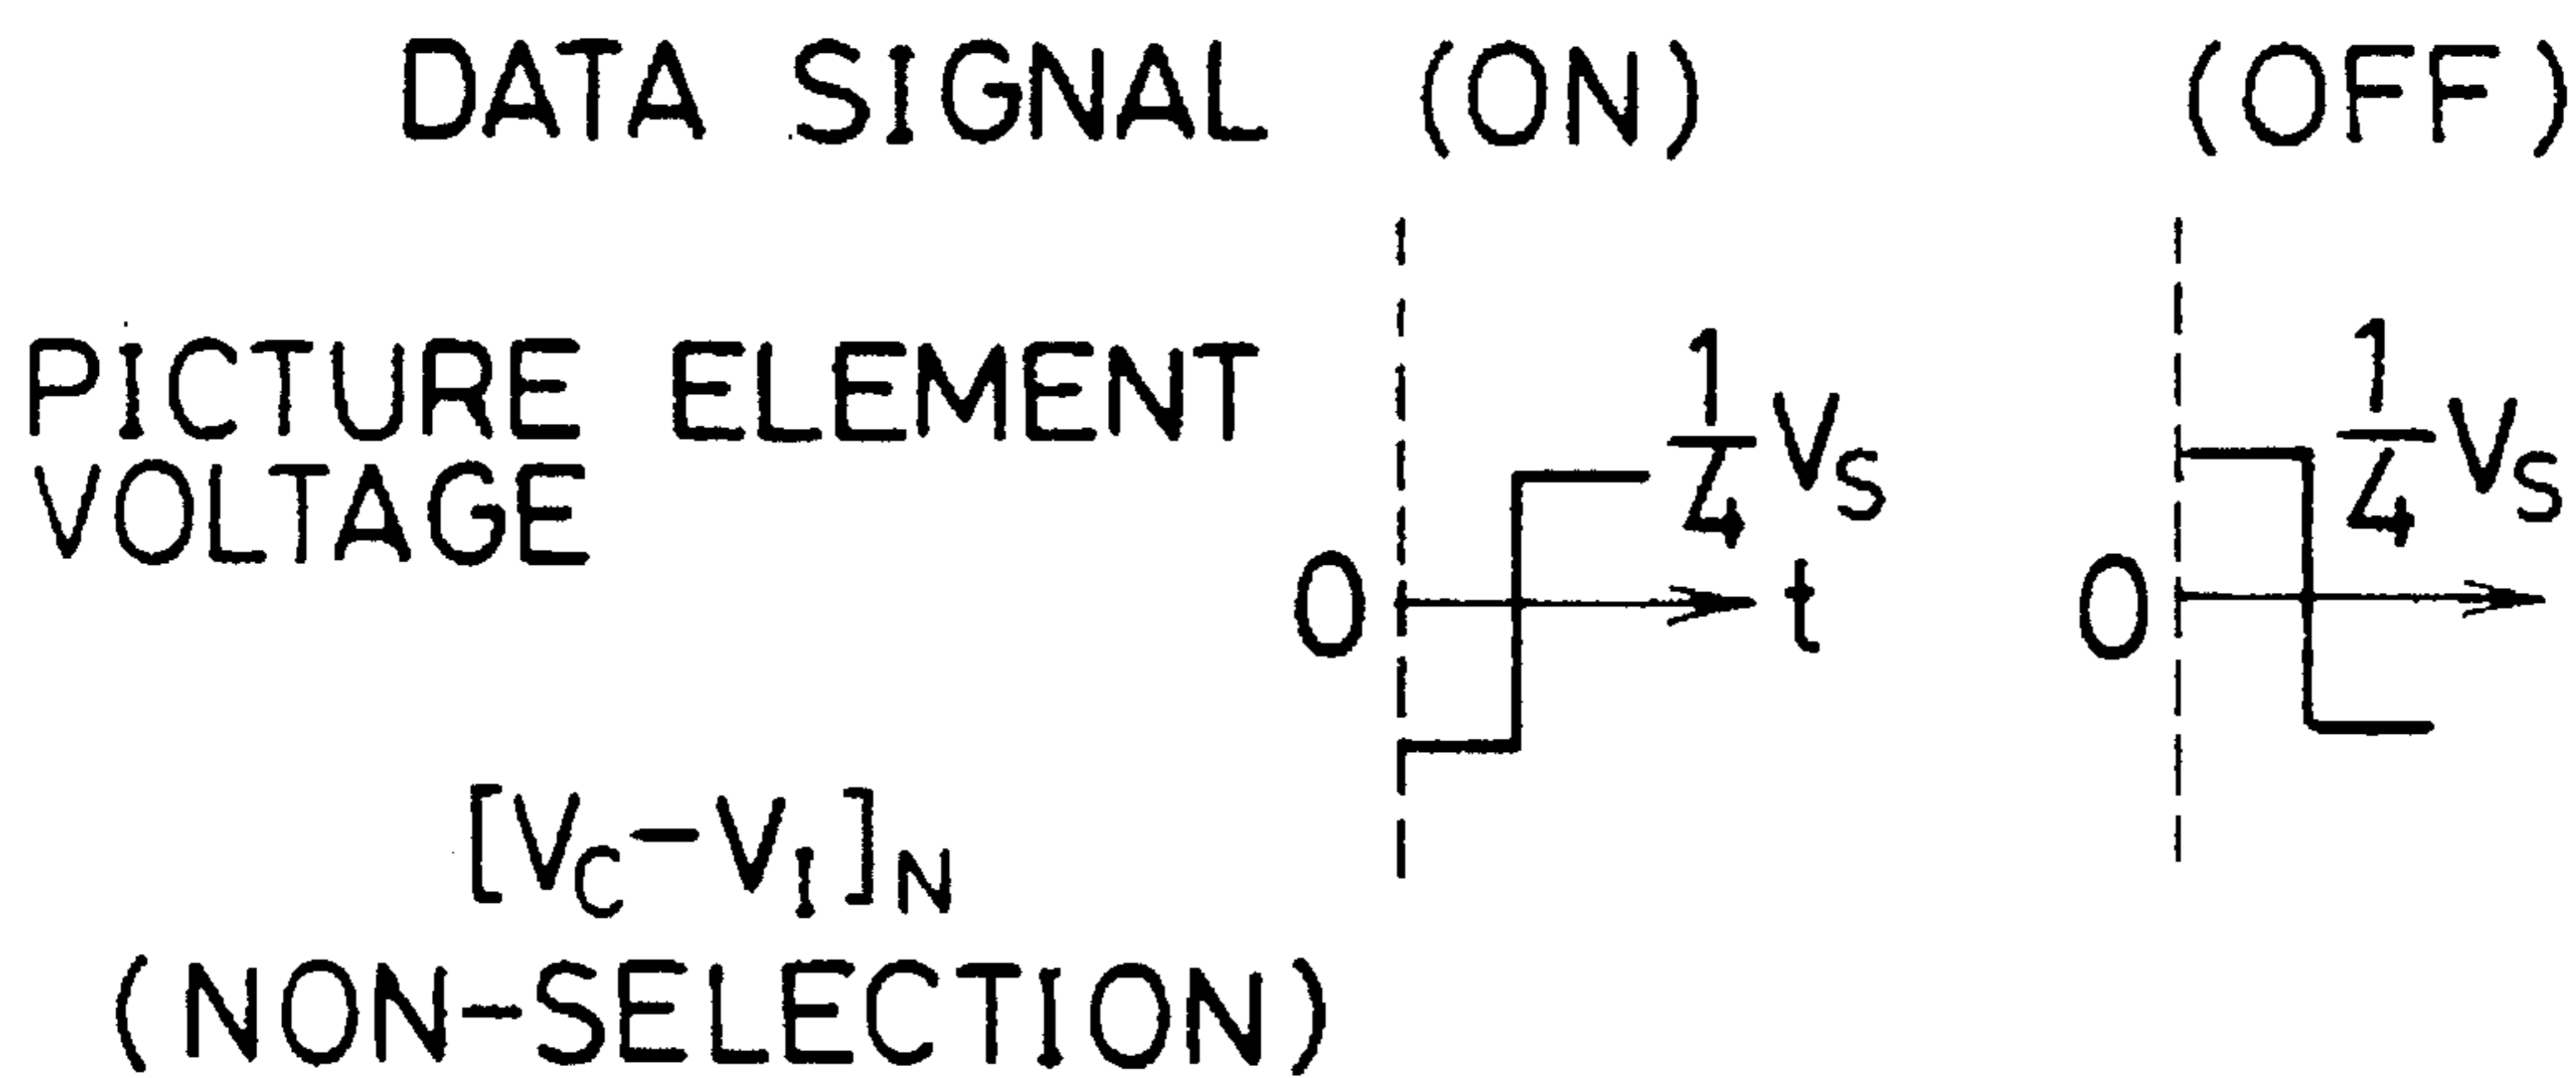 DATA SIGNAL (ON) (OFF)
PICTURE ELEMENT
VOLTAGE
1/4 VS
1/4 VS
0 t
0
[VC-VI]N
(NON-SELECTION)